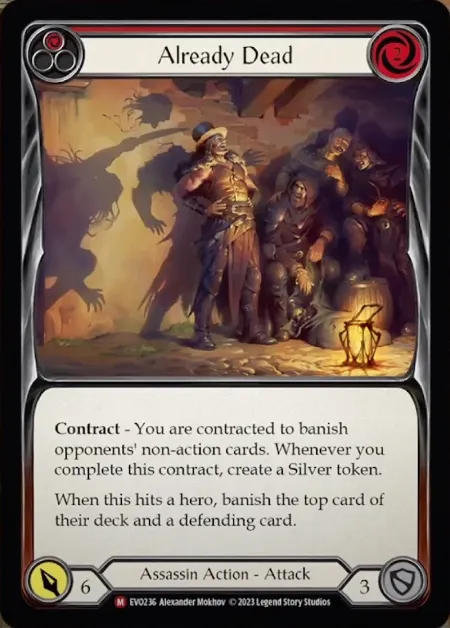 Already Dead
2
Contract - You are contracted to banish
opponents' non-action cards. Whenever you
complete this contract, create a Silver token.
When this hits a hero, banish the top card of
their deck and a defending card.
6
Assassin Action - Attack
3
M EVO236 Alexander Mokhov © 2023 Legend Story Studios